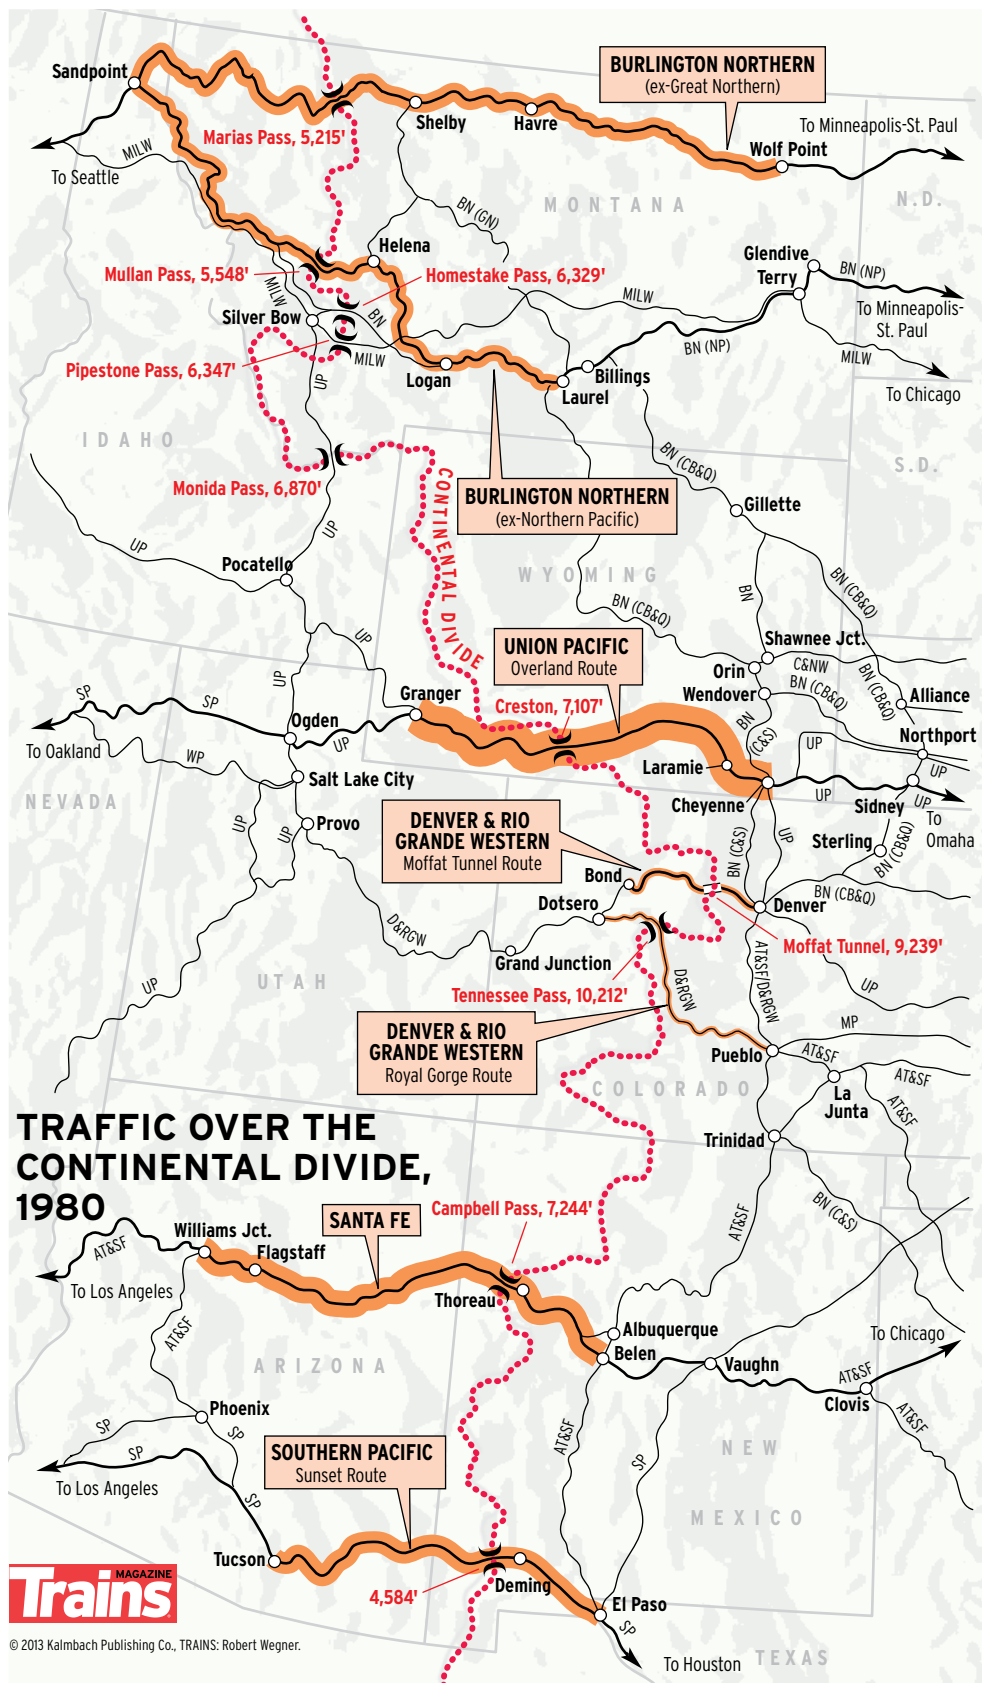 Sandpoint
BURLINGTON NORTHERN
(ex-Great Northern)
Marias Pass, 5,215'
Shelby
Havre
To Minneapolis-St. Paul
Wolf Point
MILW
To Seattle
MONTANA
N.D.
BN (GN)
Helena
Mullan Pass, 5,548'
Homestake Pass, 6,329'
Glendive
Terry
BN (NP)
MILW
MILW
BN
To Minneapolis-
St. Paul
Silver Bow
BN (NP)
MILW
MILW
Pipestone Pass, 6,347'
UP
Logan
Billings
Laurel
To Chicago
IDAHO
S.D.
BN (CB&Q)
Monida Pass, 6,870'
CONTINENTAL DIVIDE
BURLINGTON NORTHERN
(ex-Northern Pacific)
Gillette
UP
UP
Pocatello
WYOMING
BN
BN (CB&Q)
BN (CB&Q)
UP
UNION PACIFIC
Overland Route
Shawnee Jct.
Orin
C&NW
Wendover
BN (CB&Q)
BN (CB&Q)
Alliance
UP
Granger
Creston, 7,107'
SP
SP
Ogden
UP
BN
(C&S)
UP
Northport
To Oakland
WP
Laramie
UP
Salt Lake City
Cheyenne
UP
Sidney
UP
To
Omaha
NEVADA
DENVER & RIO
GRANDE WESTERN
Moffat Tunnel Route
UP
UP
Provo
BN (C&S)
UP
Sterling
BN (CB&Q)
Bond
BN (CB&Q)
Dotsero
Denver
D&RGW
Moffat Tunnel, 9,239'
Grand Junction
UTAH
UP
Tennessee Pass, 10,212'
D&RGW
AT&SF/D&RGW
UP
DENVER & RIO
GRANDE WESTERN
Royal Gorge Route
MP
Pueblo
AT&SF
AT&SF
La
Junta
COLORADO
AT&SF
TRAFFIC OVER THE
CONTINENTAL DIVIDE,
1980
Trinidad
AT&SF
BN (C&S)
Campbell Pass, 7,244'
SANTA FE
Williams Jct.
Flagstaff
AT&SF
To Los Angeles
Thoreau
AT&SF
Albuquerque
Belen
Vaughn
To Chicago
AT&SF
Clovis
AT&SF
ARIZONA
Phoenix
SP
SP
SP
To Los Angeles
SOUTHERN PACIFIC
Sunset Route
AT&SF
SP
NEW
MEXICO
SP
Tucson
Deming
4,584'
El Paso
SP
To Houston
TEXAS
Trains
MAGAZINE
© 2013 Kalmbach Publishing Co., TRAINS: Robert Wegner.